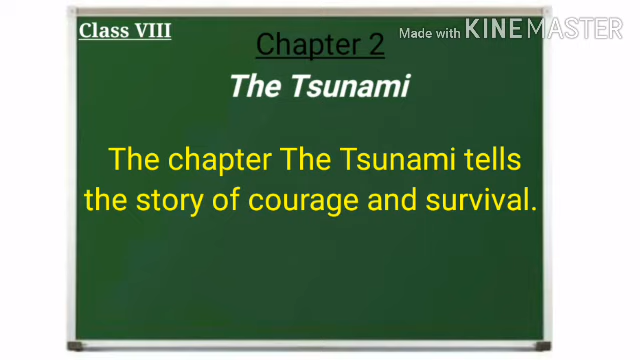 Class VIII
Chapter 2
Made with KINEMASTER
The Tsunami
The chapter The Tsunami tells
the story of courage and survival.